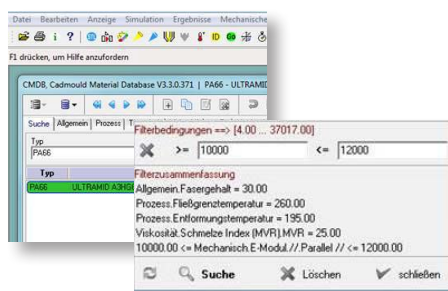 Datei Bearbeiten Anzeige Simulation Ergebnisse Mechanische
F1 drücken, um Hilfe anzufordern
CMDB, Cadmould Material Database V3.3.0.371 | PA66 - ULTRAMID
Suche Allgemein Prozess
Typ
PA66
Typ
PA66 ULTRAMID A3HG
Filterbedingungen ==> [4.00 ... 37017.00]
>= 10000 <= 12000
Filterzusammenfassung
Allgemein.Fasergehalt = 30.00
Prozess.Fließgrenztemperatur = 260.00
Prozess.Entformungstemperatur = 195.00
Viskosität.Schmelze Index (MVR).MVR = 25.00
10000.00 <= Mechanisch.E-Modul.//.Parallel // <= 12000.00
Suche Löschen schließen